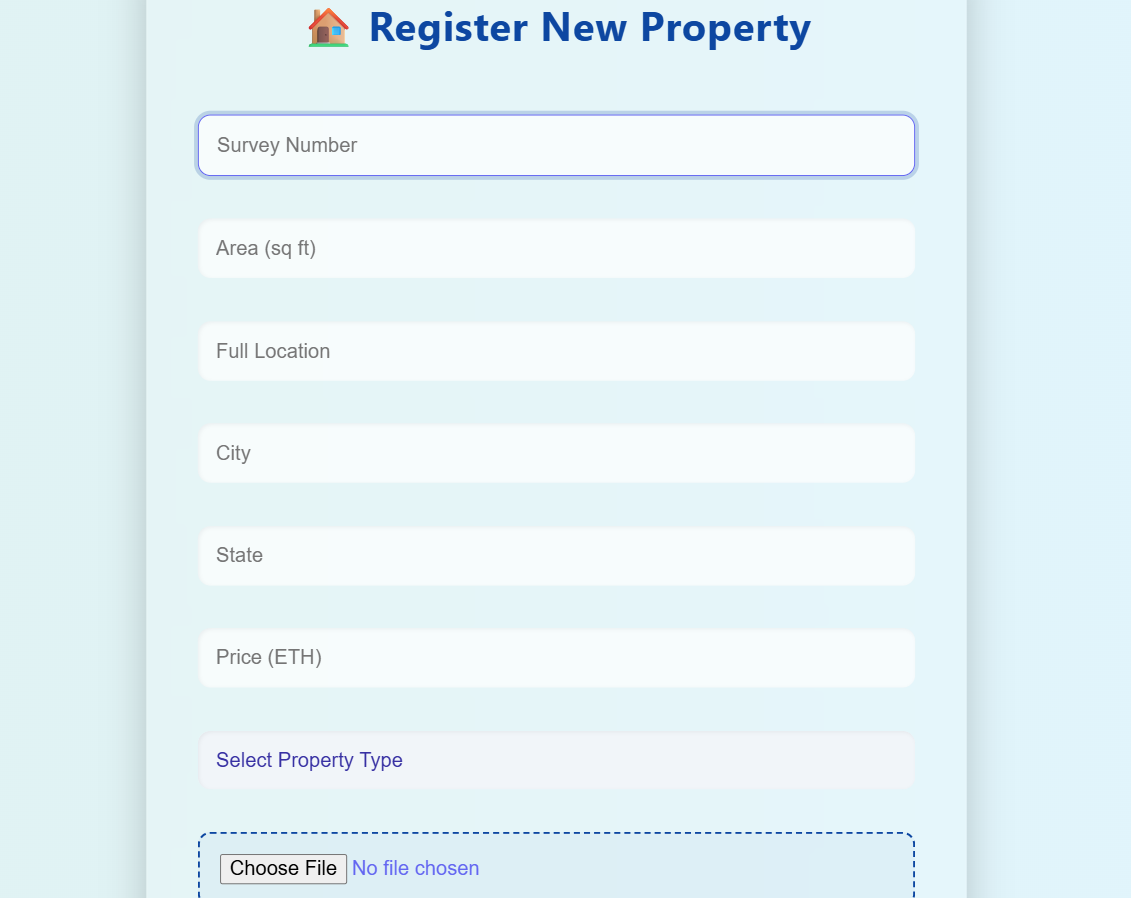 Register New Property
Survey Number
Area (sq ft)
Full Location
City
State
Price (ETH)
Select Property Type
Choose File No file chosen